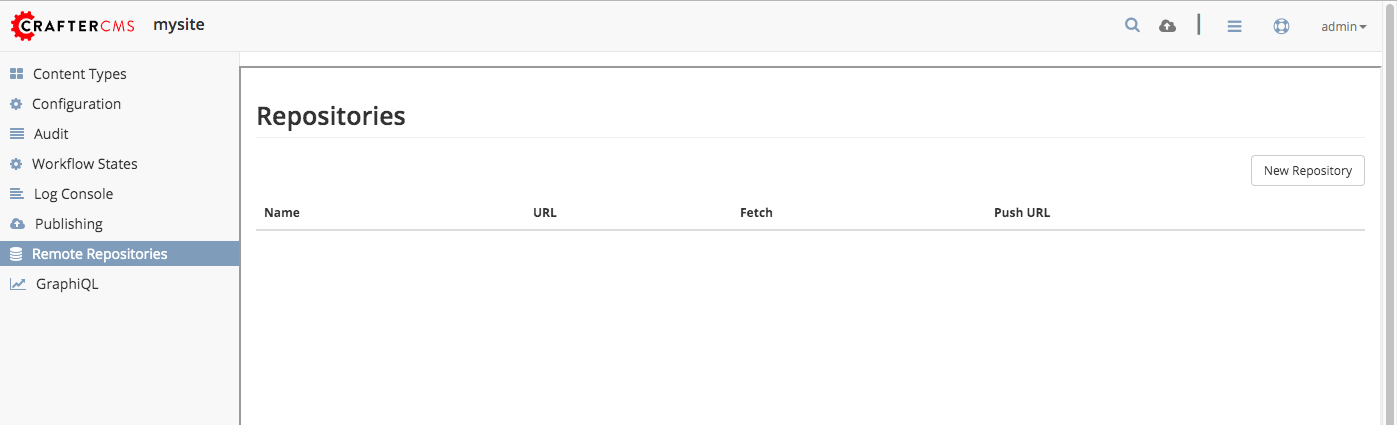 CRAFTERCMS mysite
admin
Content Types
Configuration
Audit
Workflow States
Log Console
Publishing
Remote Repositories
GraphiQL
Repositories
New Repository
Name URL Fetch Push URL